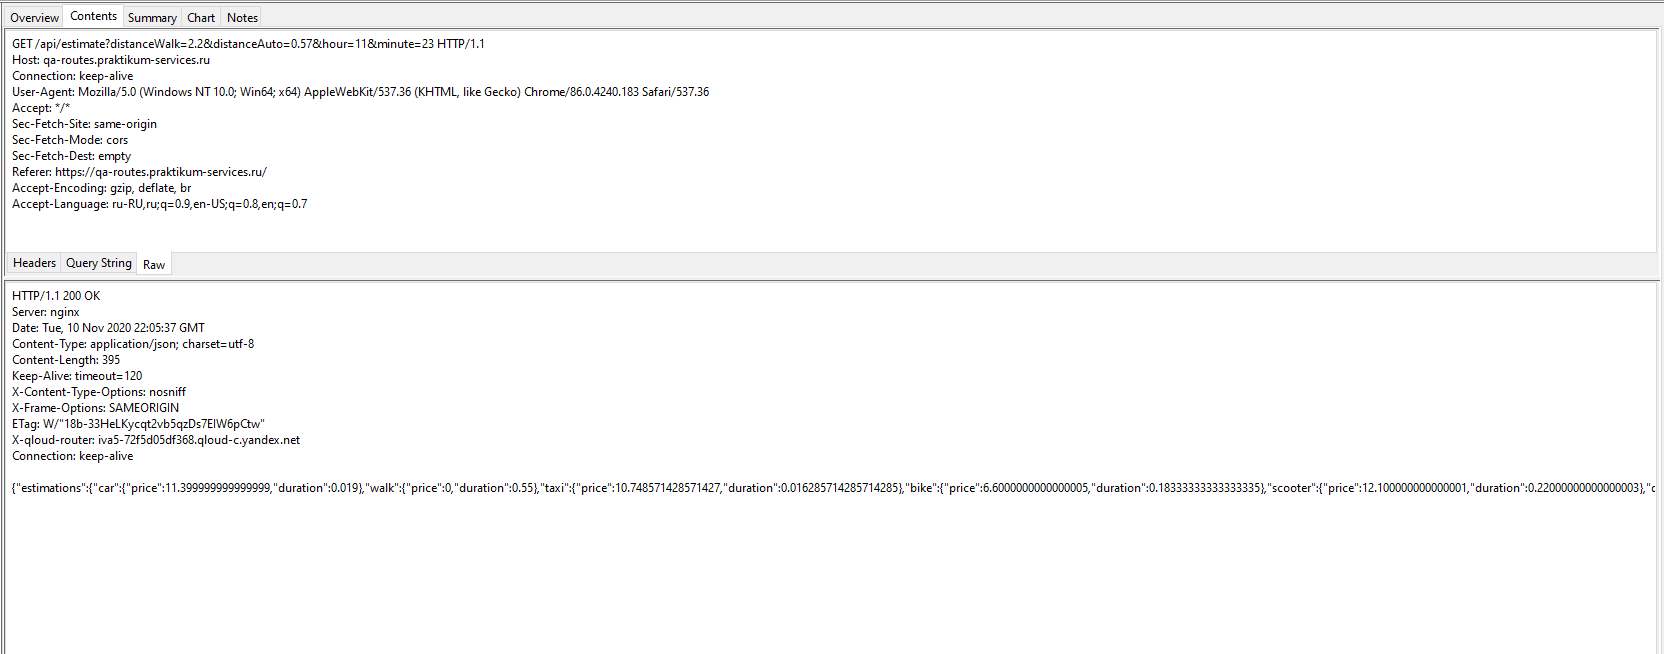 Overview Contents Summary Chart Notes
GET /api/estimate?distanceWalk=2.2&distanceAuto=0.57&hour=11&minute=23 HTTP/1.1
Host: qa-routes.praktikum-services.ru
Connection: keep-alive
User-Agent: Mozilla/5.0 (Windows NT 10.0; Win64; x64) AppleWebKit/537.36 (KHTML, like Gecko) Chrome/86.0.4240.183 Safari/537.36
Accept: */*
Sec-Fetch-Site: same-origin
Sec-Fetch-Mode: cors
Sec-Fetch-Dest: empty
Referer: https://qa-routes.praktikum-services.ru/
Accept-Encoding: gzip, deflate, br
Accept-Language: ru-RU,ru;q=0.9,en-US;q=0.8,en;q=0.7
Headers Query String Raw
HTTP/1.1 200 OK
Server: nginx
Date: Tue, 10 Nov 2020 22:05:37 GMT
Content-Type: application/json; charset=utf-8
Content-Length: 395
Keep-Alive: timeout=120
X-Content-Type-Options: nosniff
X-Frame-Options: SAMEORIGIN
ETag: W/"18b-33HeLKycqt2vb5qzDs7ElW6pCtw"
X-qloud-router: iva5-72f5d05df368.qloud-c.yandex.net
Connection: keep-alive
{"estimations":{"car":{"price":11.399999999999999,"duration":0.019},"walk":{"price":0,"duration":0.55},"taxi":{"price":10.748571428571427,"duration":0.016285714285714285},"bike":{"price":6.6000000000000005,"duration":0.18333333333333335},"scooter":{"price":12.100000000000001,"duration":0.22000000000000003},"